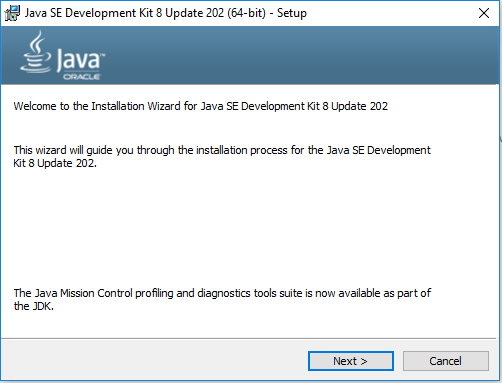 Java SE Development Kit 8 Update 202 (64-bit) - Setup
Java
ORACLE
Welcome to the Installation Wizard for Java SE Development Kit 8 Update 202
This wizard will guide you through the installation process for the Java SE Development
Kit 8 Update 202.
The Java Mission Control profiling and diagnostics tools suite is now available as part of
the JDK.
Next >
Cancel